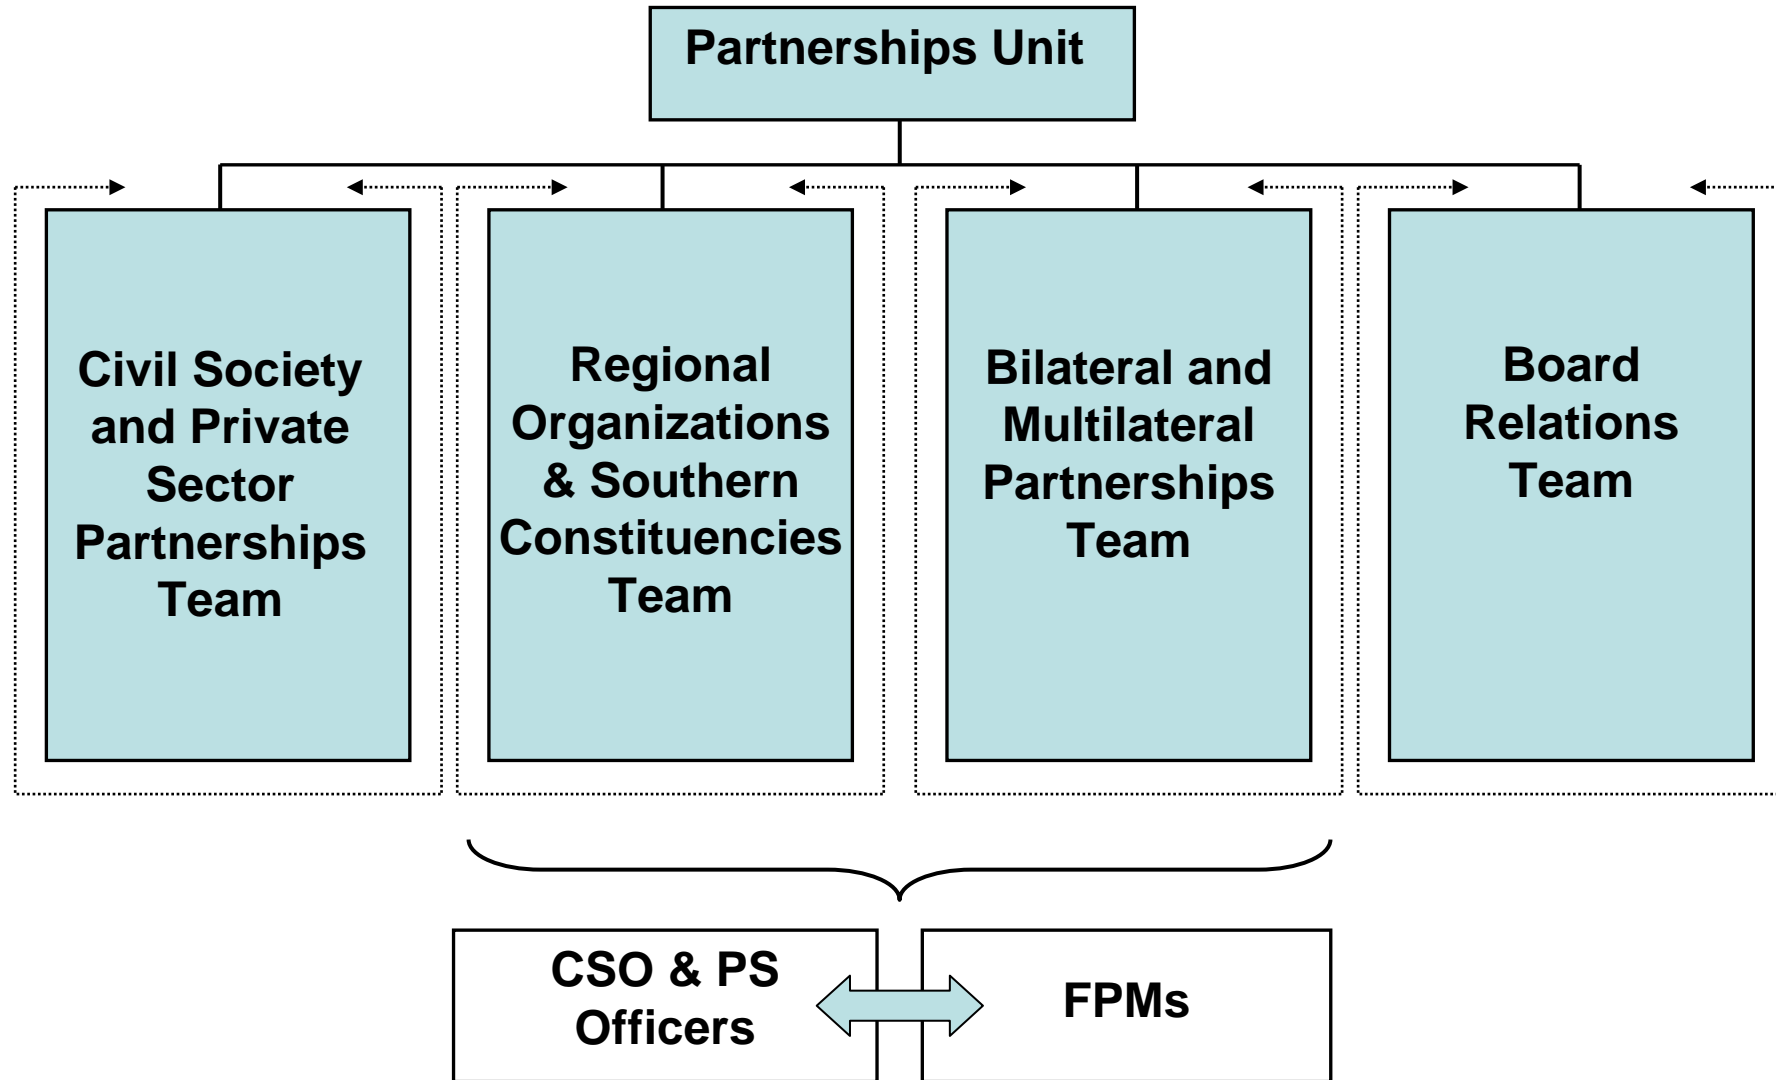 Partnerships Unit
Civil Society
and Private
Sector
Partnerships
Team
Regional
Organizations
& Southern
Constituencies
Team
Bilateral and
Multilateral
Partnerships
Team
Board
Relations
Team
CSO & PS
Officers
FPMs